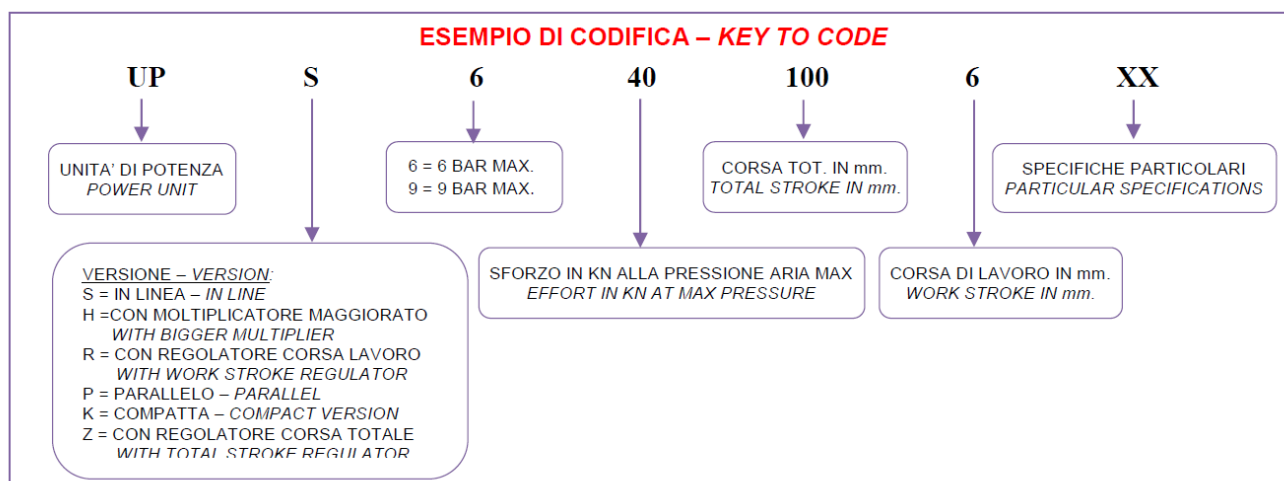 ESEMPIO DI CODIFICA – KEY TO CODE
UP S 6 40 100 6 XX
UNITA’ DI POTENZA
POWER UNIT
6 = 6 BAR MAX.
9 = 9 BAR MAX.
CORSA TOT. IN mm.
TOTAL STROKE IN mm.
SPECIFICHE PARTICOLARI
PARTICULAR SPECIFICATIONS
VERSIONE – VERSION:
S = IN LINEA – IN LINE
H =CON MOLTIPLICATORE MAGGIORATO
WITH BIGGER MULTIPLIER
R = CON REGOLATORE CORSA LAVORO
WITH WORK STROKE REGULATOR
P = PARALLELO – PARALLEL
K = COMPATTA – COMPACT VERSION
Z = CON REGOLATORE CORSA TOTALE
WITH TOTAL STROKE REGULATOR
SFORZO IN KN ALLA PRESSIONE ARIA MAX
EFFORT IN KN AT MAX PRESSURE
CORSA DI LAVORO IN mm.
WORK STROKE IN mm.